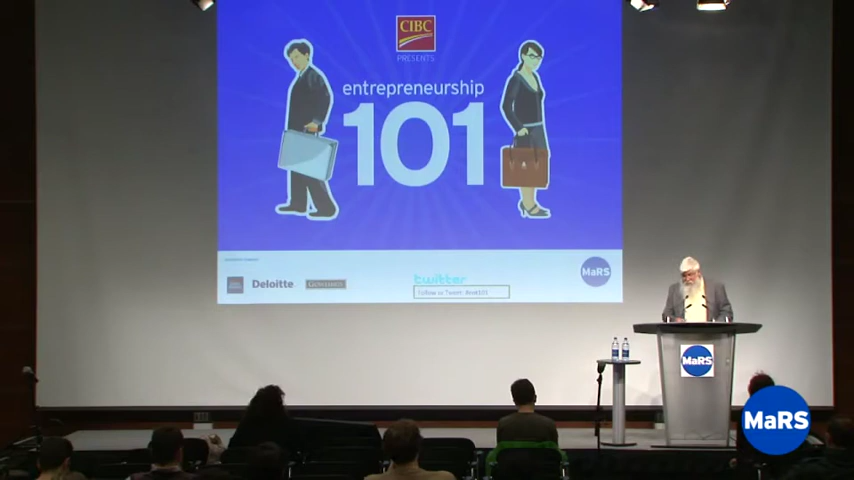 CIBC
PRESENTS
entrepreneurship
101
Deloitte
twitter
MaRS
MaRS
MaRS